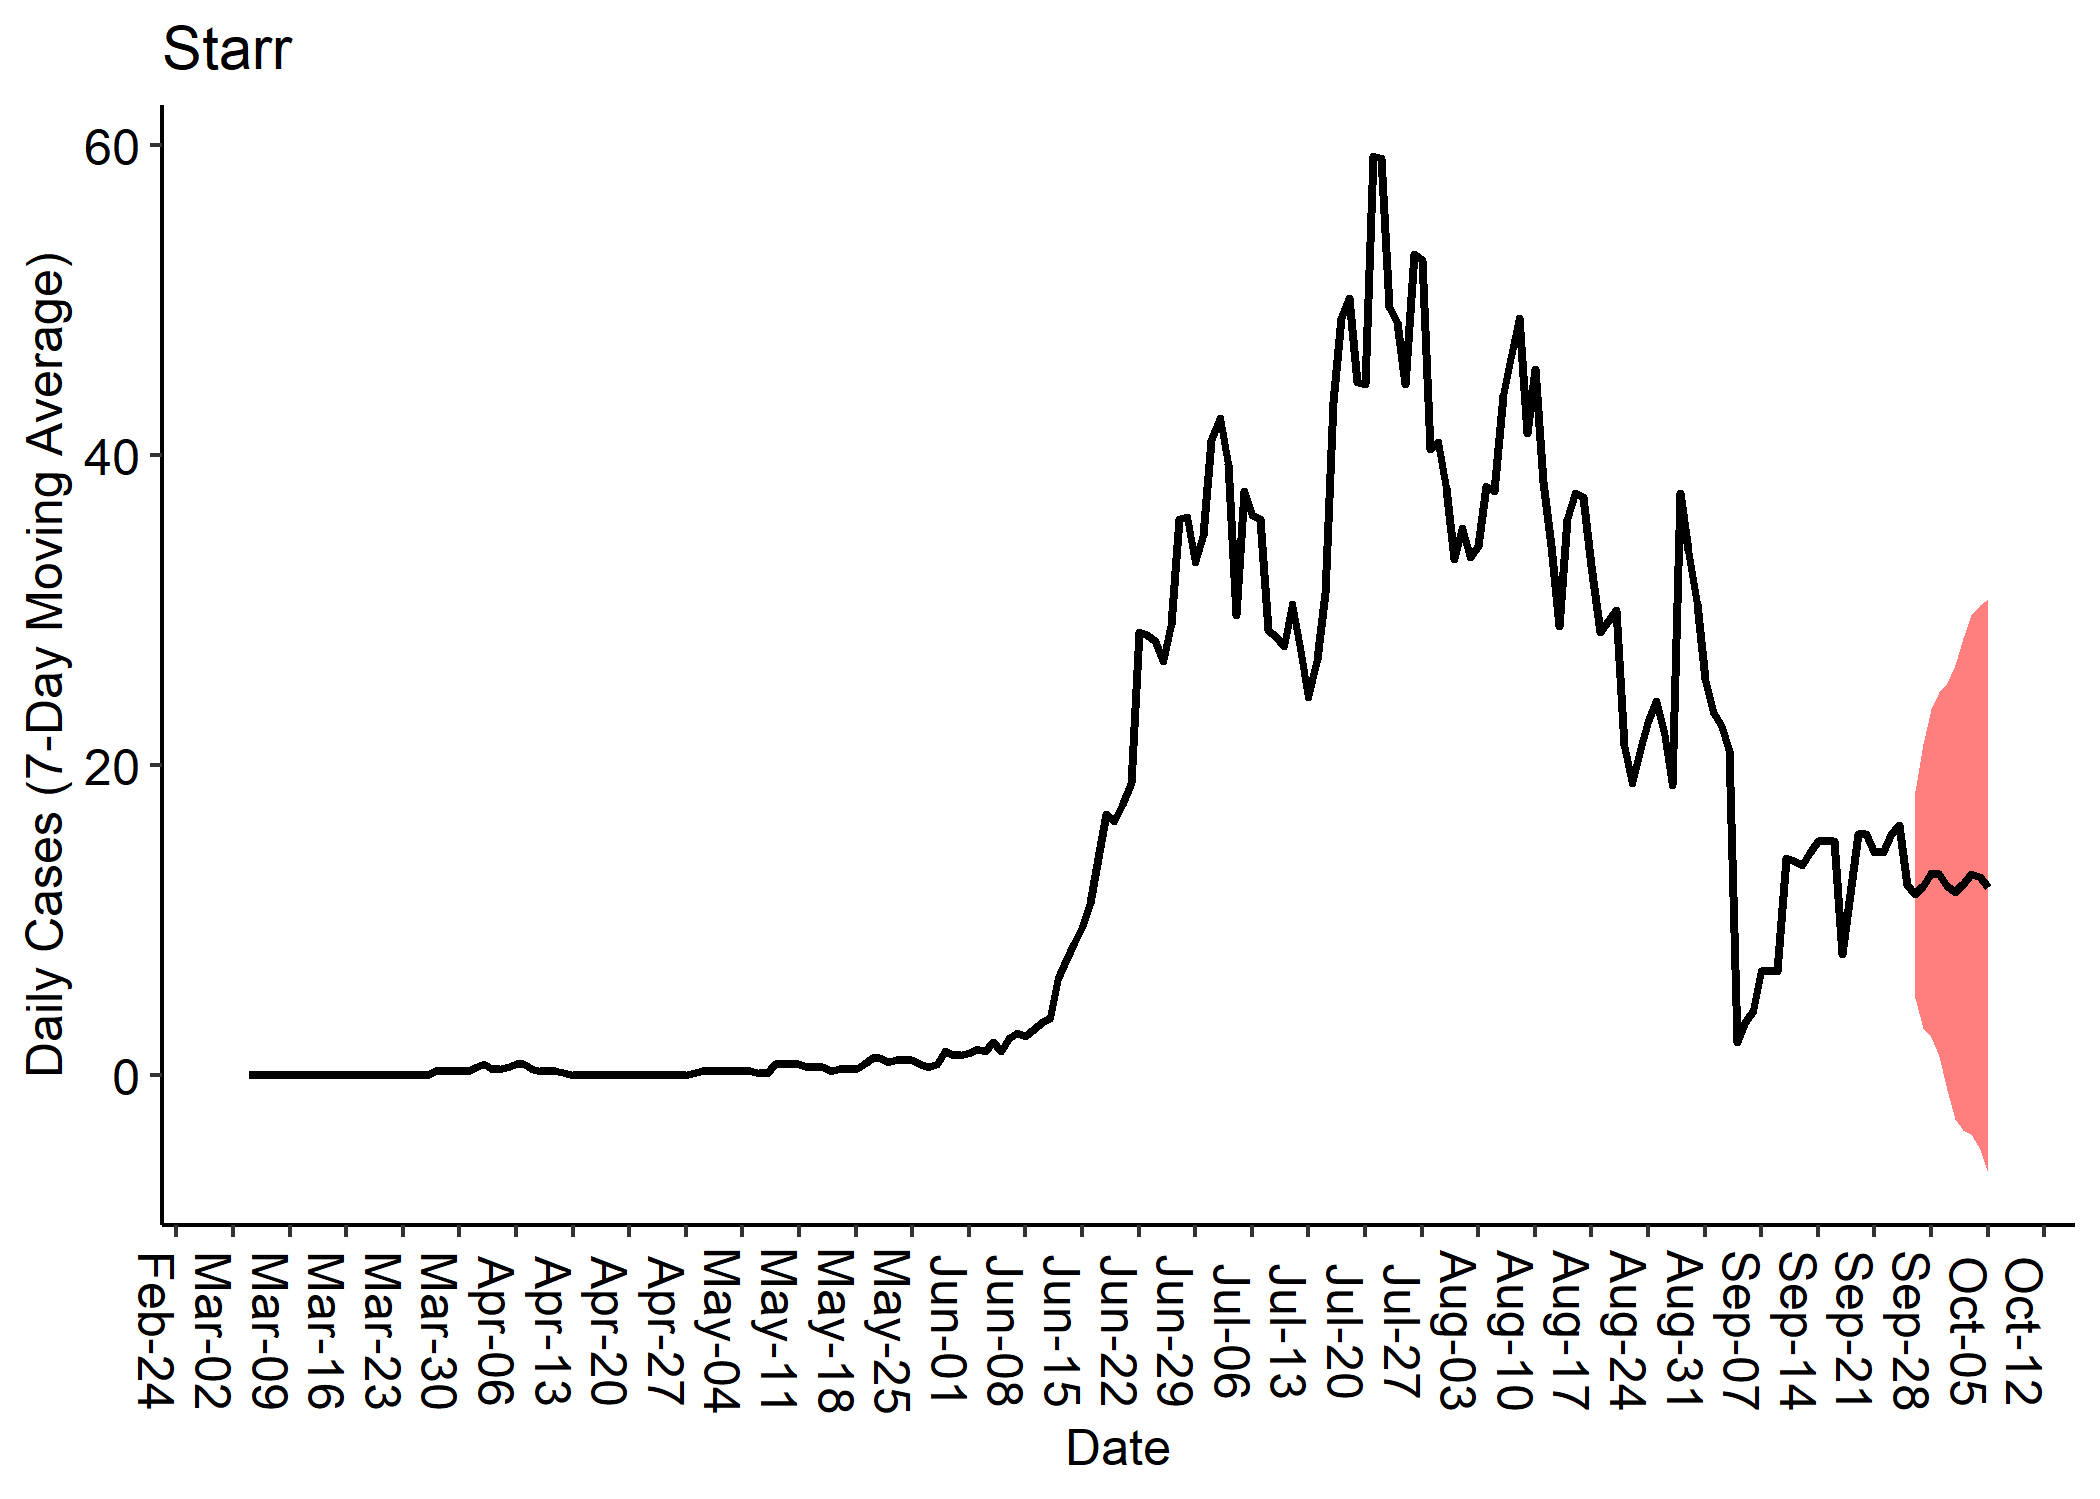 Starr
Daily Cases (7-Day Moving Average)
60
40
20
0
Feb-24
Mar-02
Mar-09
Mar-16
Mar-23
Mar-30
Apr-06
Apr-13
Apr-20
Apr-27
May-04
May-11
May-18
May-25
Jun-01
Jun-08
Jun-15
Jun-22
Jun-29
Jul-06
Jul-13
Jul-20
Jul-27
Aug-03
Aug-10
Aug-17
Aug-24
Aug-31
Sep-07
Sep-14
Sep-21
Sep-28
Oct-05
Oct-12
Date